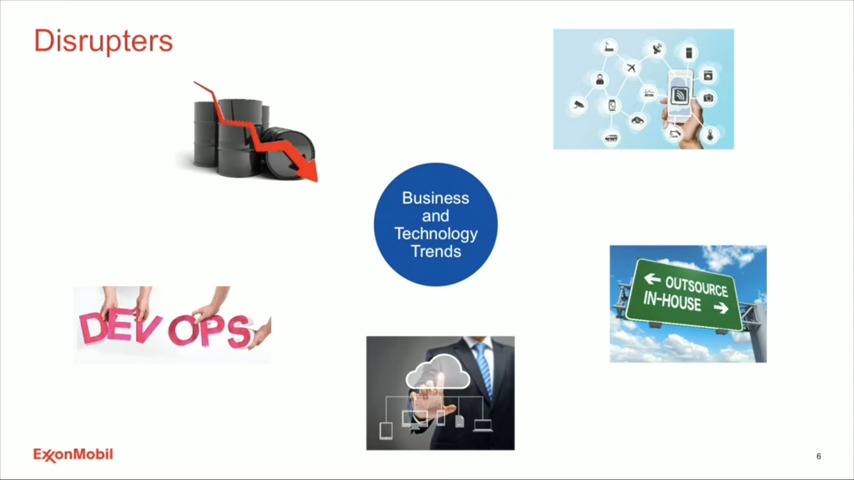 Disrupters
Business
and
Technology
Trends
← OUTSOURCE
IN-HOUSE →
DEV OPS
ExxonMobil
6